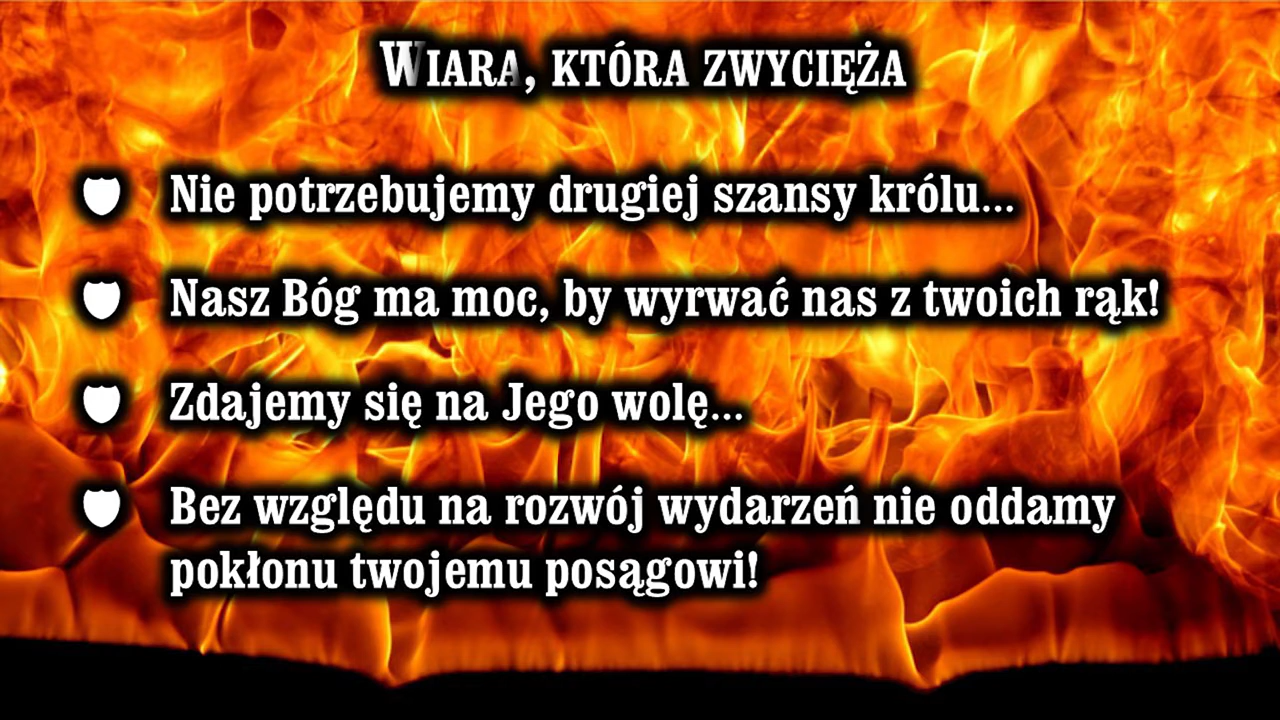 Wiara, która zwycięża
Nie potrzebujemy drugiej szansy królu...
Nasz Bóg ma moc, by wyrwać nas z twoich rąk!
Zdajemy się na Jego wolę...
Bez względu na rozwój wydarzeń nie oddamy
pokłonu twojemu posągowi!